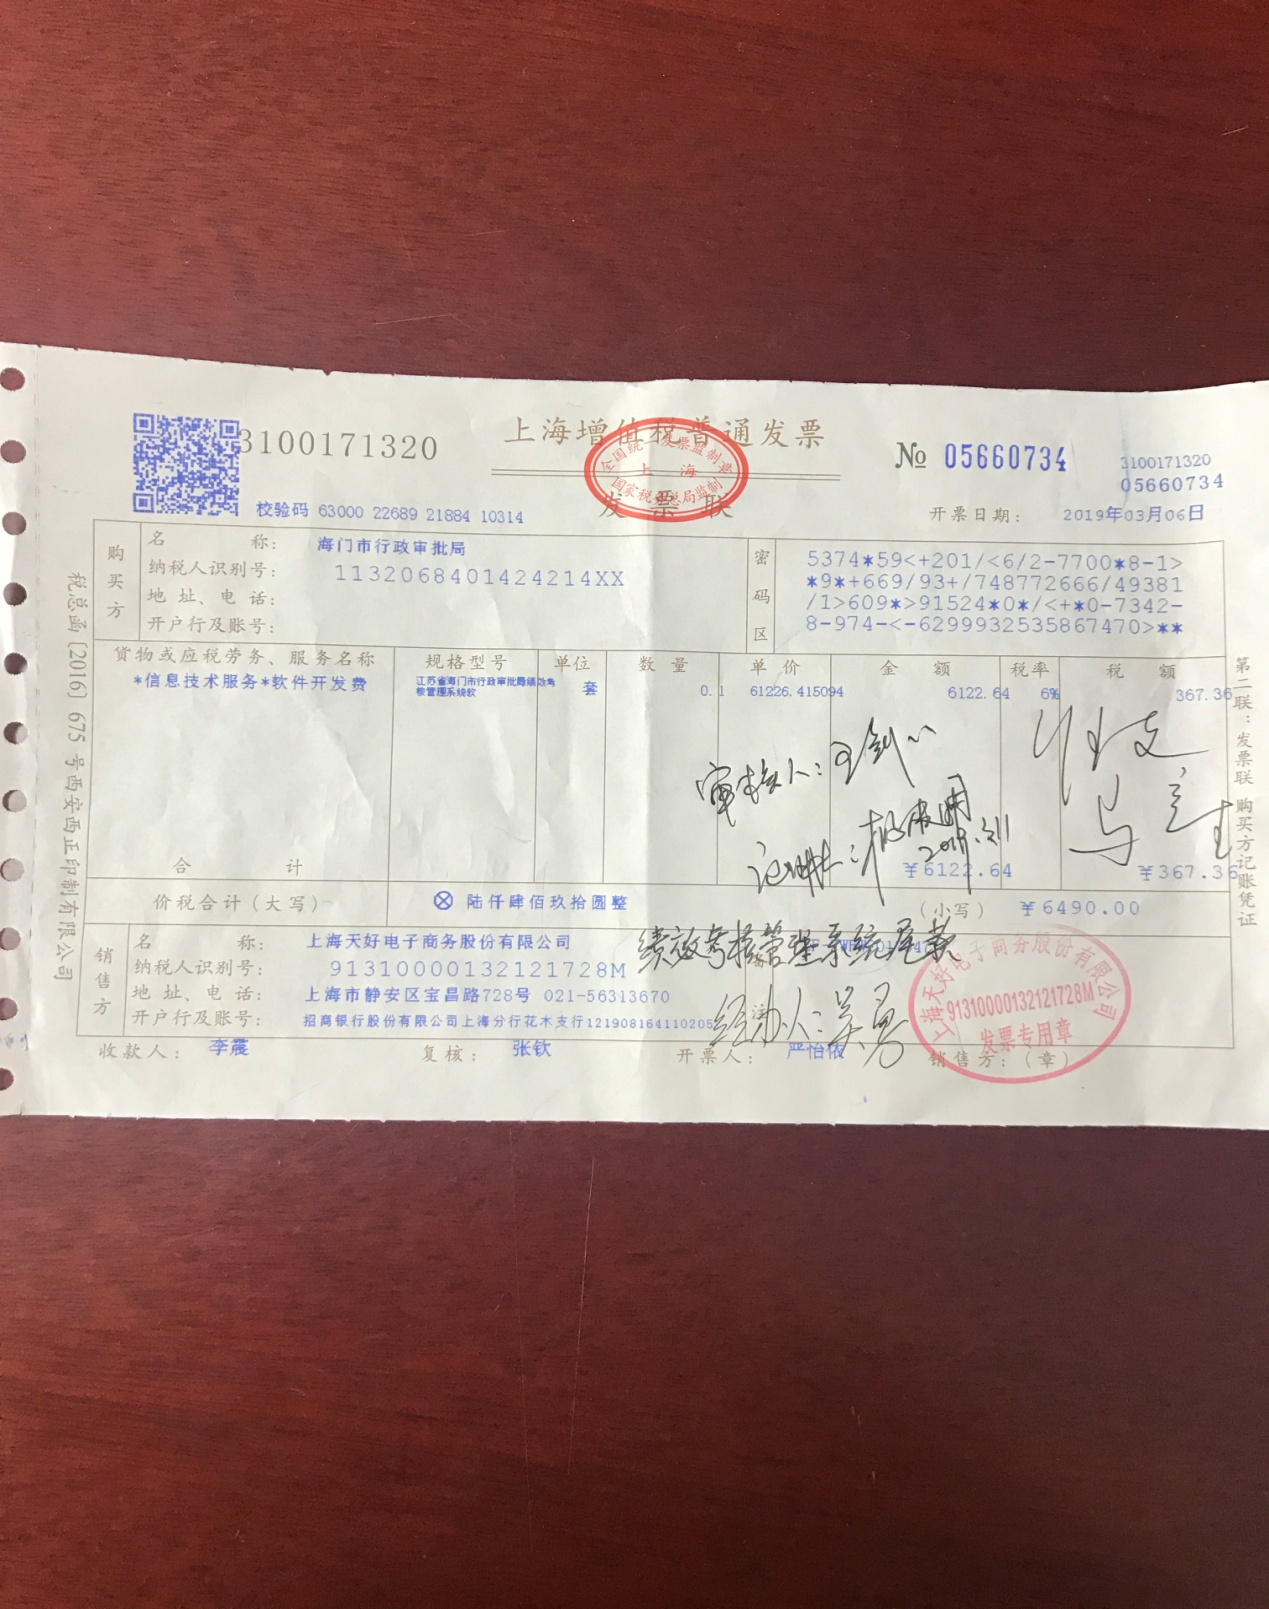 3100171320
上海增值税普通发票
发票联
全国统一发票监制章
上海
国家税务总局监制
№ 05660734
3100171320
05660734
校验码 63000 22689 21884 10314
开票日期: 2019年03月06日
购买方
名称: 海门市行政审批局
纳税人识别号: 1132068401424214XX
地址、电话:
开户行及账号:
密码区
5374*59<+201/<6/2-7700*8-1>
*9*+669/93+/748772666/49381
/1>609*>91524*0*/<+*0-7342-
8-974-<-6299932535867470>**
货物或应税劳务、服务名称 规格型号 单位 数量 单价 金额 税率 税额
*信息技术服务*软件开发费 江苏省海门市行政审批局绩效考核管理系统软 套 0.1 61226.415094 6122.64 6% 367.36
审核人:
合计 ¥6122.64 ¥367.36
价税合计(大写) ⊗ 陆仟肆佰玖拾圆整 (小写) ¥6490.00
绩效考核管理系统尾款
经办人: 吴勇
销售方
名称: 上海天好电子商务股份有限公司
纳税人识别号: 91310000132121728M
地址、电话: 上海市静安区宝昌路728号 021-56313670
开户行及账号: 招商银行股份有限公司上海分行花木支行121908164110205
备注
收款人: 李震 复核: 张钦 开票人: 严怡依 销售方:(章)
上海天好电子商务股份有限公司
91310000132121728M
发票专用章
税总函〔2016〕675号西安西正印制有限公司
第二联:发票联 购买方记账凭证